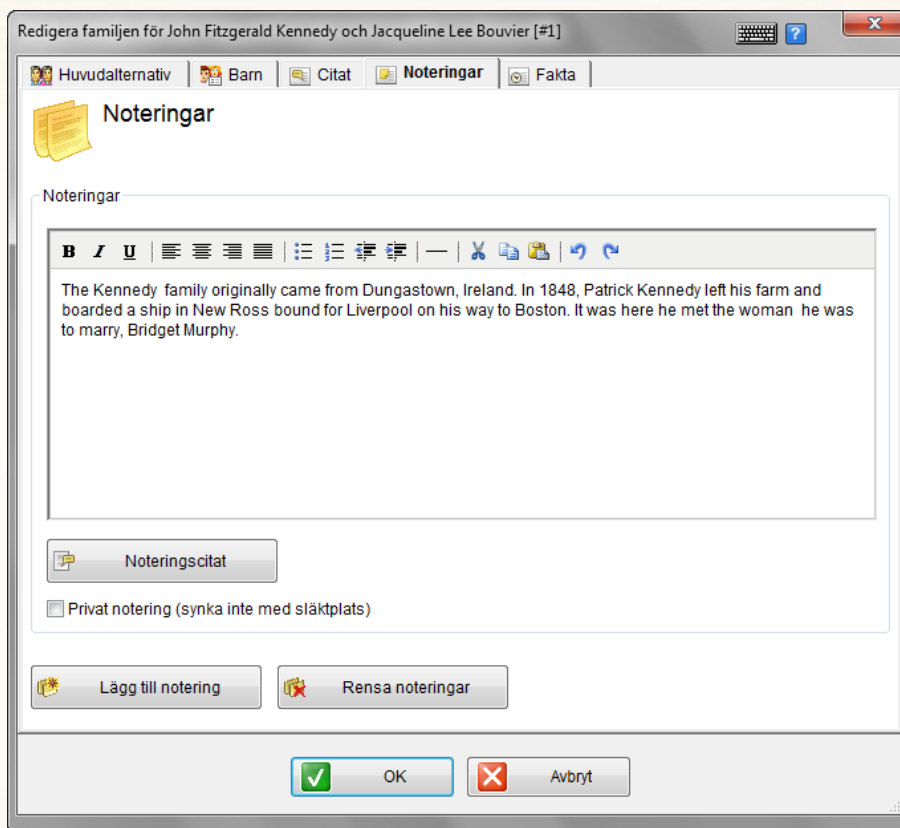 Redigera familjen för John Fitzgerald Kennedy och Jacqueline Lee Bouvier [#1]
Huvudalternativ Barn Citat Noteringar Fakta
Noteringar
Noteringar
B I U
The Kennedy family originally came from Dungastown, Ireland. In 1848, Patrick Kennedy left his farm and
boarded a ship in New Ross bound for Liverpool on his way to Boston. It was here he met the woman he was
to marry, Bridget Murphy.
Noteringscitat
Privat notering (synka inte med släktplats)
Lägg till notering Rensa noteringar
OK Avbryt